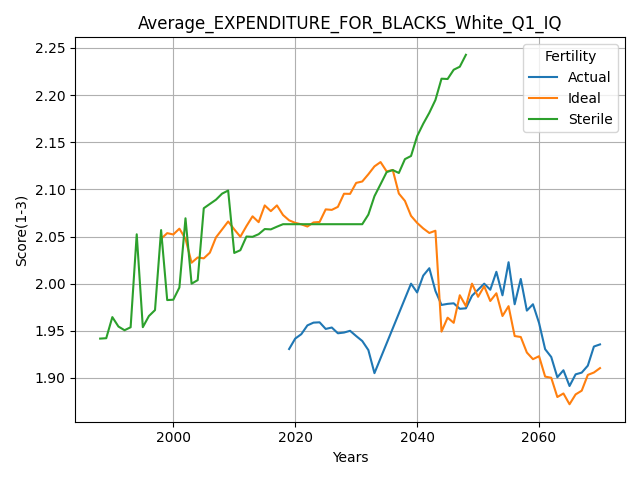 Average_EXPENDITURE_FOR_BLACKS_White_Q1_IQ
Fertility
Actual
Ideal
Sterile
Score(1-3)
2.25
2.20
2.15
2.10
2.05
2.00
1.95
1.90
2000
2020
2040
2060
Years